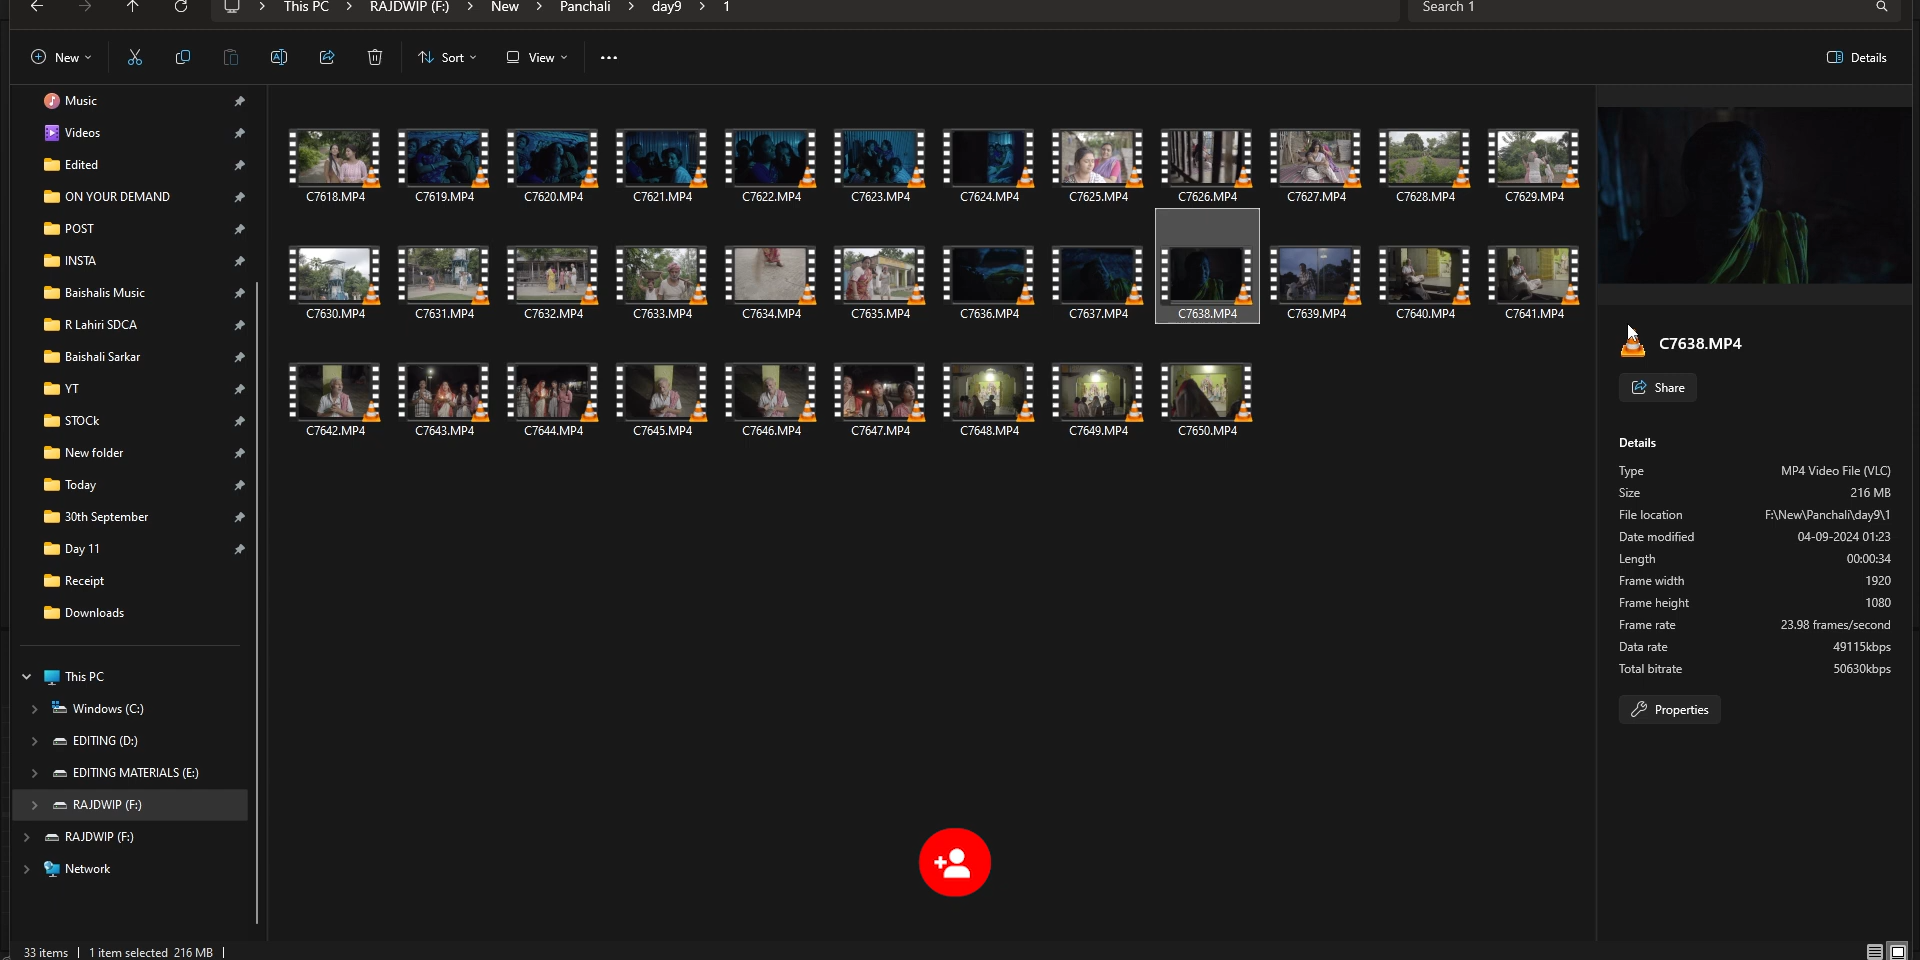 This PC > RAJDWIP (F:) > New > Panchali > day9 > 1
Search 1
New
Sort
View
Details
Music
Videos
Edited
ON YOUR DEMAND
POST
INSTA
Baishalis Music
R Lahiri SDCA
Baishali Sarkar
YT
STOCk
New folder
Today
30th September
Day 11
Receipt
Downloads
This PC
Windows (C:)
EDITING (D:)
EDITING MATERIALS (E:)
RAJDWIP (F:)
RAJDWIP (F:)
Network
C7618.MP4 C7619.MP4 C7620.MP4 C7621.MP4 C7622.MP4 C7623.MP4 C7624.MP4 C7625.MP4 C7626.MP4 C7627.MP4 C7628.MP4 C7629.MP4
C7630.MP4 C7631.MP4 C7632.MP4 C7633.MP4 C7634.MP4 C7635.MP4 C7636.MP4 C7637.MP4 C7638.MP4 C7639.MP4 C7640.MP4 C7641.MP4
C7642.MP4 C7643.MP4 C7644.MP4 C7645.MP4 C7646.MP4 C7647.MP4 C7648.MP4 C7649.MP4 C7650.MP4
C7638.MP4
Share
Details
Type MP4 Video File (VLC)
Size 216 MB
File location F:\New\Panchali\day9\1
Date modified 04-09-2024 01:23
Length 00:00:34
Frame width 1920
Frame height 1080
Frame rate 23.98 frames/second
Data rate 49115kbps
Total bitrate 50630kbps
Properties
33 items | 1 item selected 216 MB |